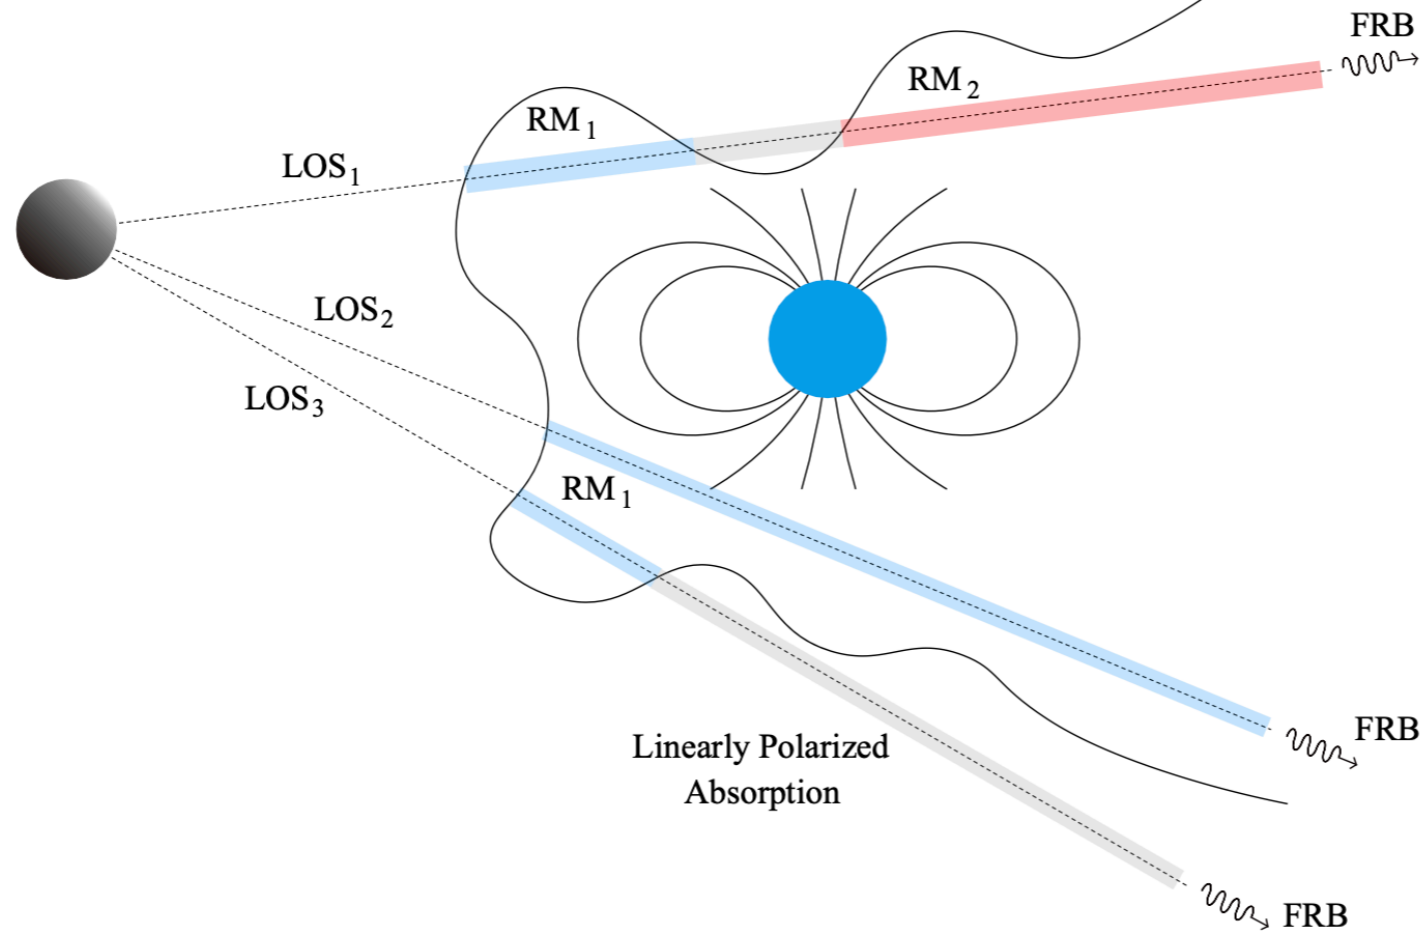 FRB
RM₂
RM₁
LOS₁
LOS₂
LOS₃
RM₁
FRB
Linearly Polarized
Absorption
FRB